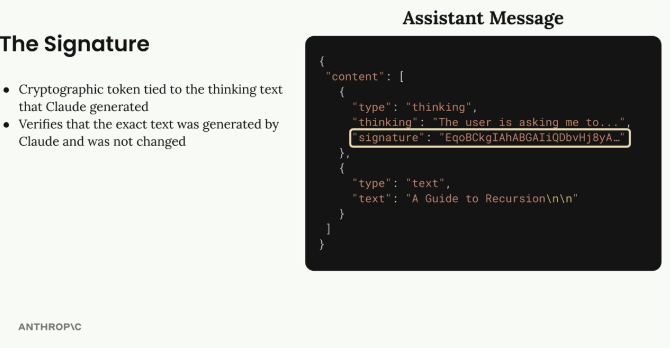 Assistant Message
The Signature
● Cryptographic token tied to the thinking text
that Claude generated
● Verifies that the exact text was generated by
Claude and was not changed
{
"content": [
{
"type": "thinking",
"thinking": "The user is asking me to...",
"signature": "EqoBCkgIAhABGAIiQDbvHj8yA…"
},
{
"type": "text",
"text": "A Guide to Recursion\n\n"
}
]
}
ANTHROP\C